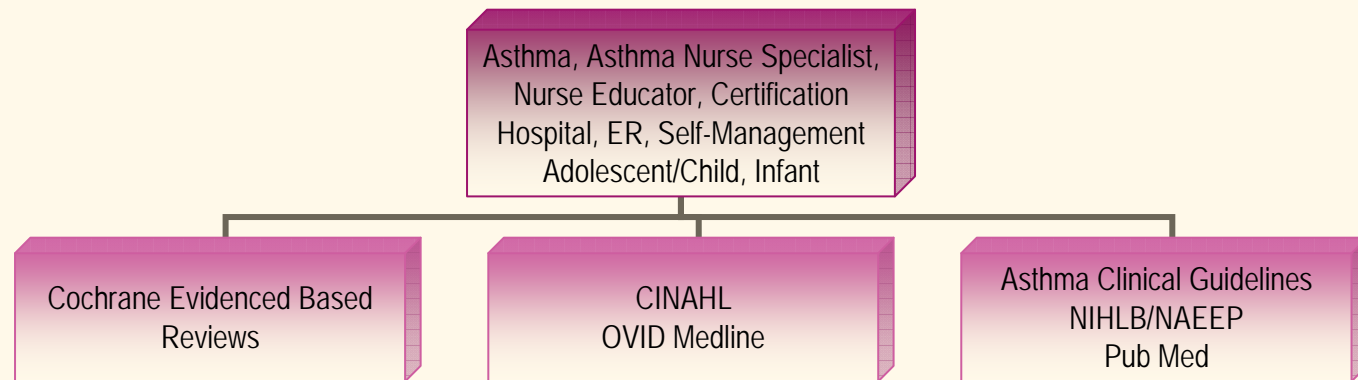 Asthma, Asthma Nurse Specialist,
Nurse Educator, Certification
Hospital, ER, Self-Management
Adolescent/Child, Infant
Cochrane Evidenced Based
Reviews
CINAHL
OVID Medline
Asthma Clinical Guidelines
NIHLB/NAEEP
Pub Med